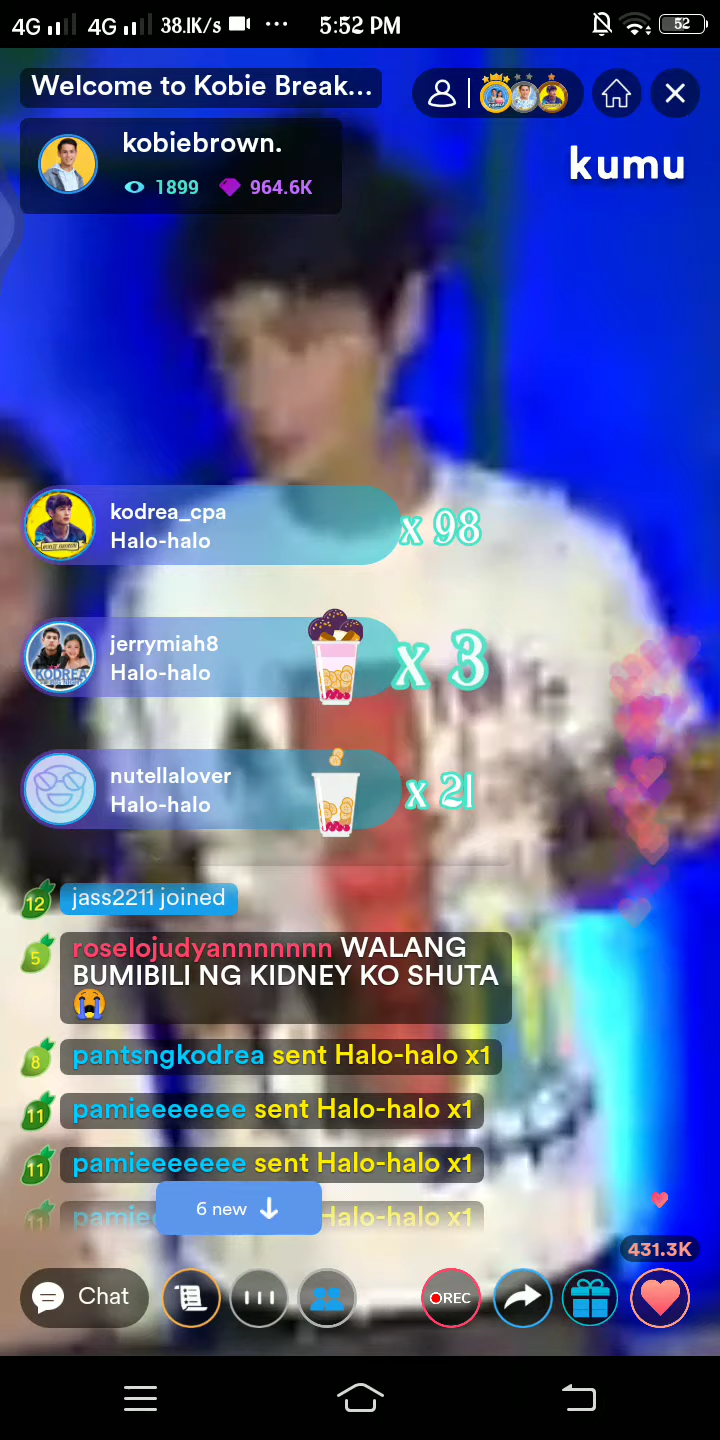 4G 4G 38.1K/s ... 5:52 PM 52
Welcome to Kobie Break...
kobiebrown.
1899 964.6K
kumu
kodrea_cpa
Halo-halo
x 98
jerrymiah8
Halo-halo
x 3
KODREA
nutellalover
Halo-halo
x 21
12 jass2211 joined
5 roselojudyannnnnnn WALANG
BUMIBILI NG KIDNEY KO SHUTA
😭
8 pantsngkodrea sent Halo-halo x1
11 pamieeeeeee sent Halo-halo x1
11 pamieeeeeee sent Halo-halo x1
11 pamie Halo-halo x1
6 new
431.3K
Chat
REC